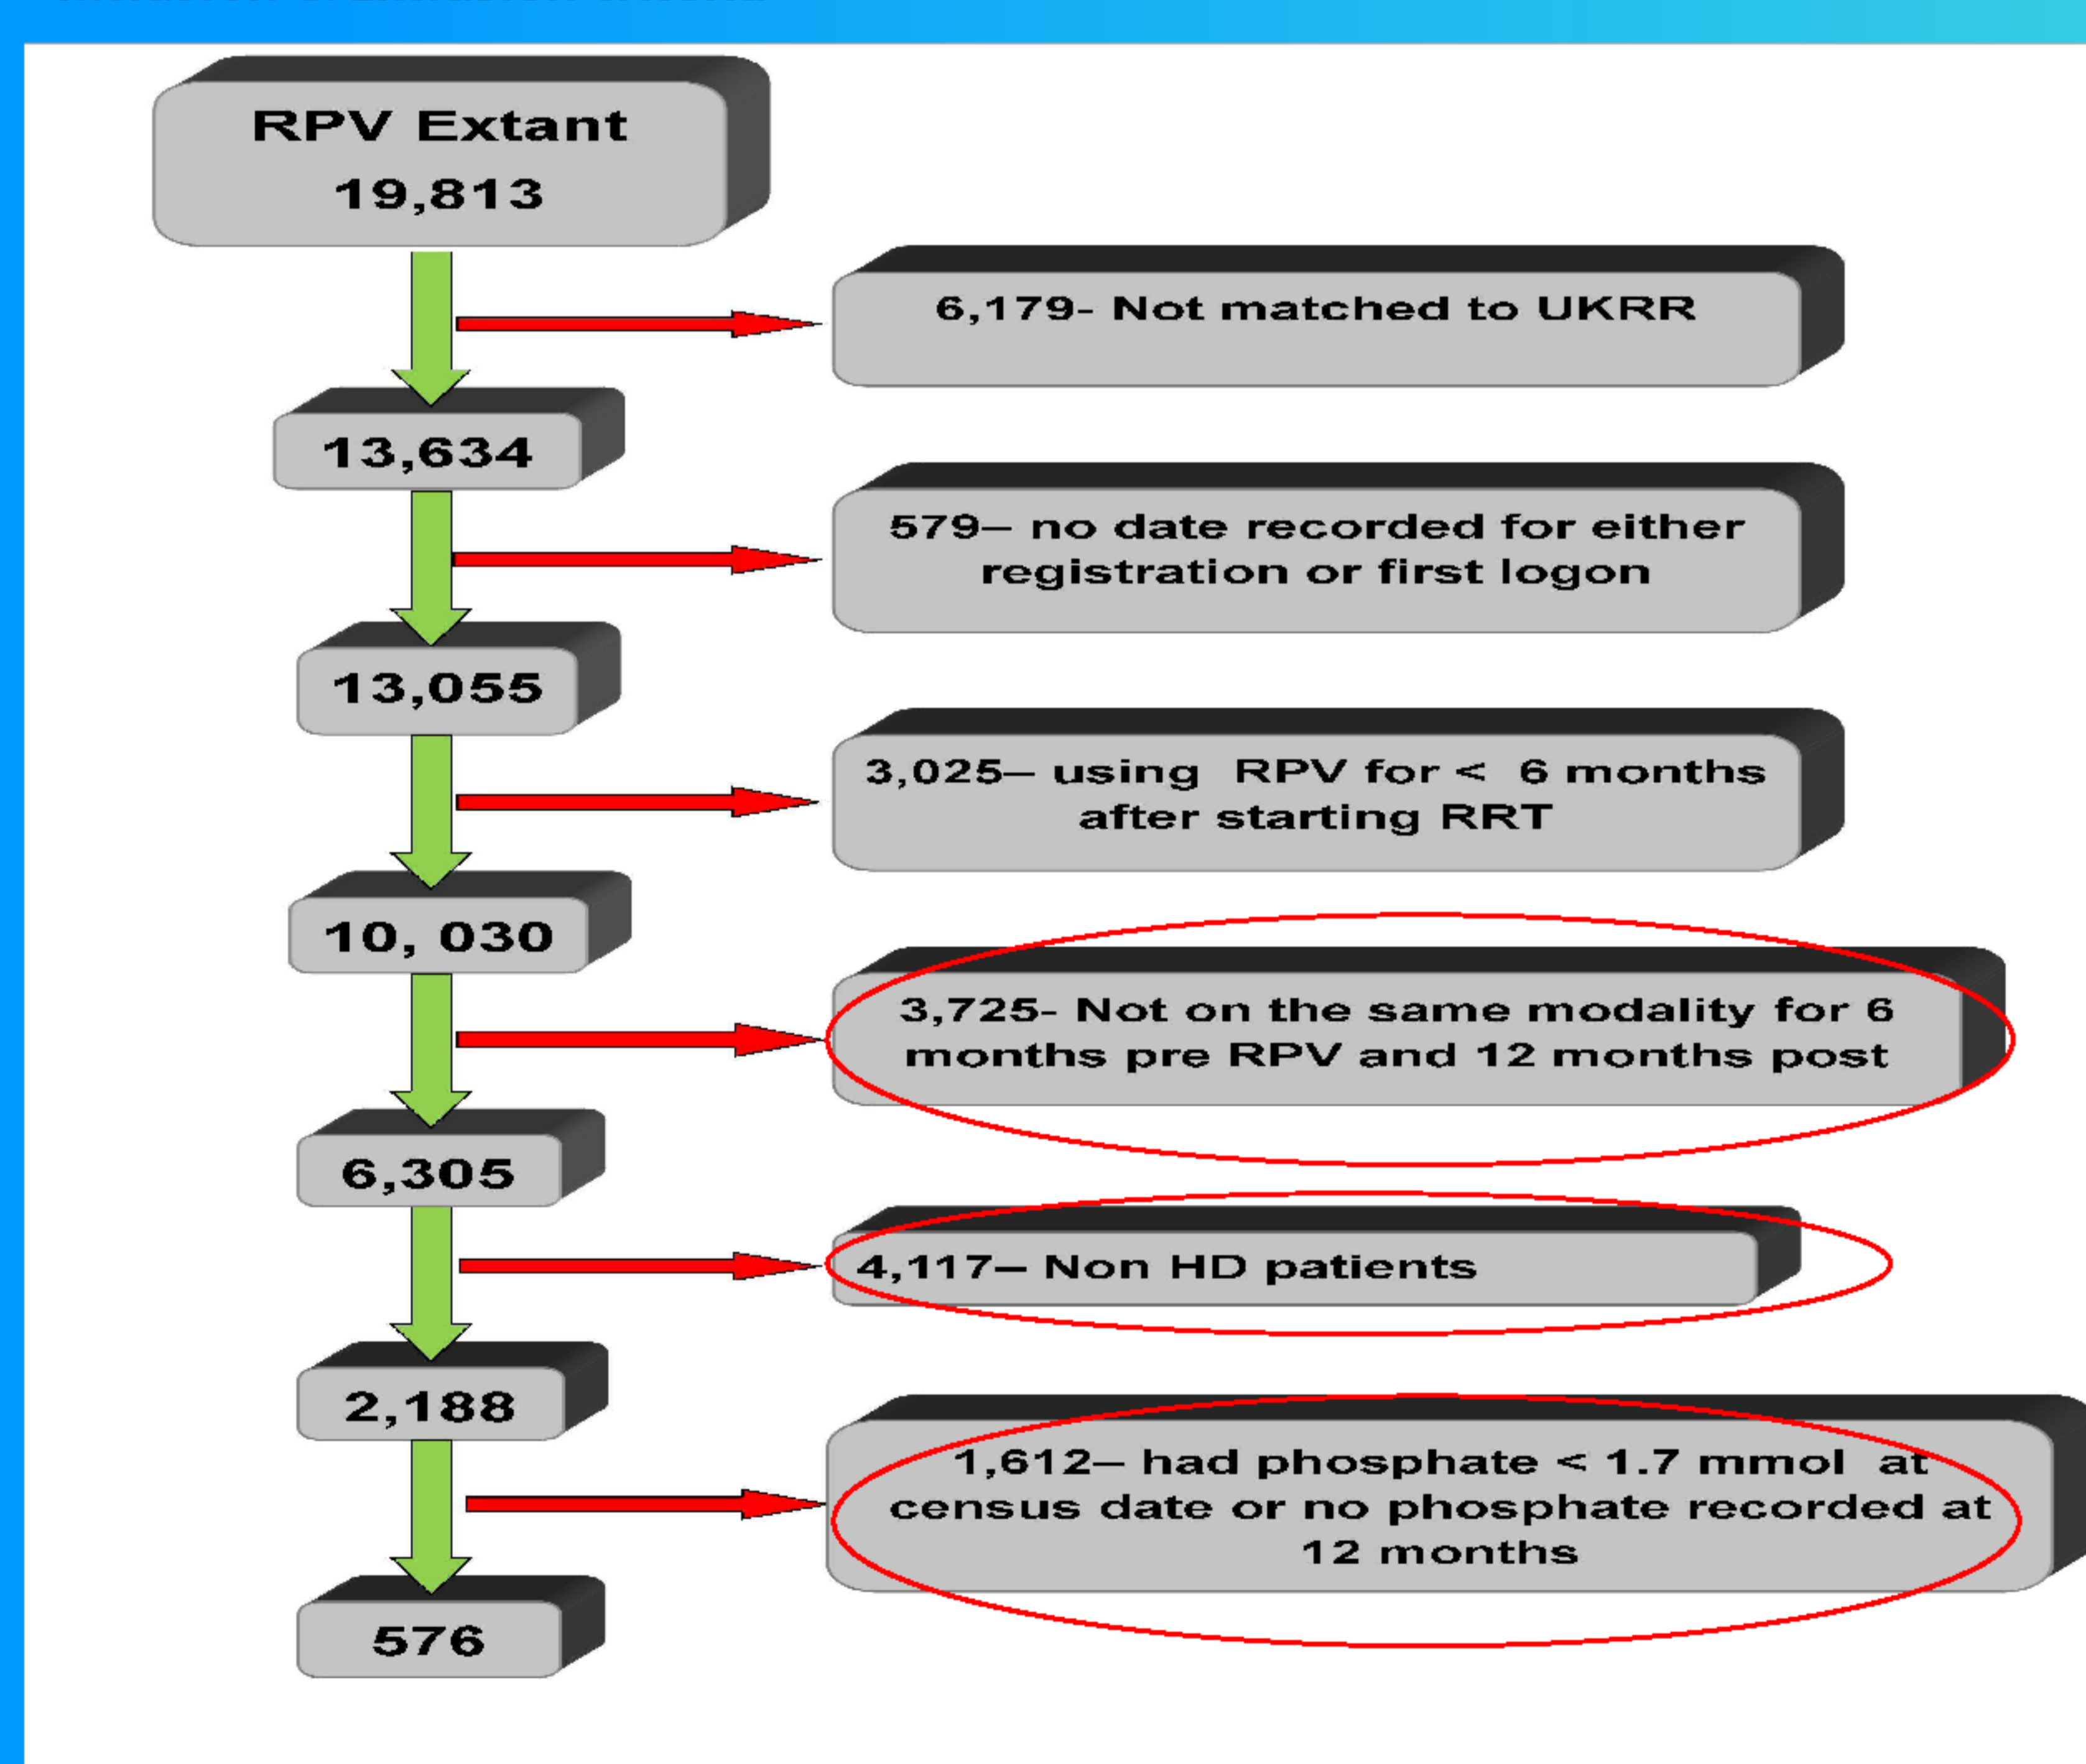 RPV Extant
19,813
6,179- Not matched to UKRR
13,634
579– no date recorded for either
registration or first logon
13,055
3,025– using RPV for < 6 months
after starting RRT
10, 030
3,725- Not on the same modality for 6
months pre RPV and 12 months post
6,305
4,117– Non HD patients
2,188
1,612– had phosphate < 1.7 mmol at
census date or no phosphate recorded at
12 months
576